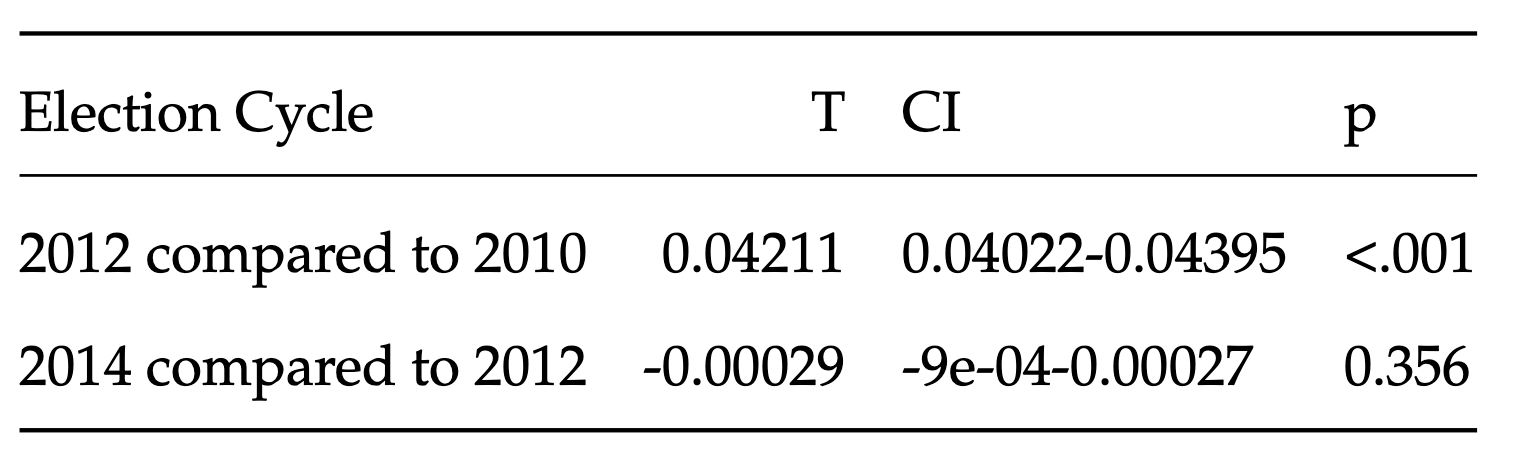 Election Cycle T CI p
2012 compared to 2010 0.04211 0.04022-0.04395 <.001
2014 compared to 2012 -0.00029 -9e-04-0.00027 0.356